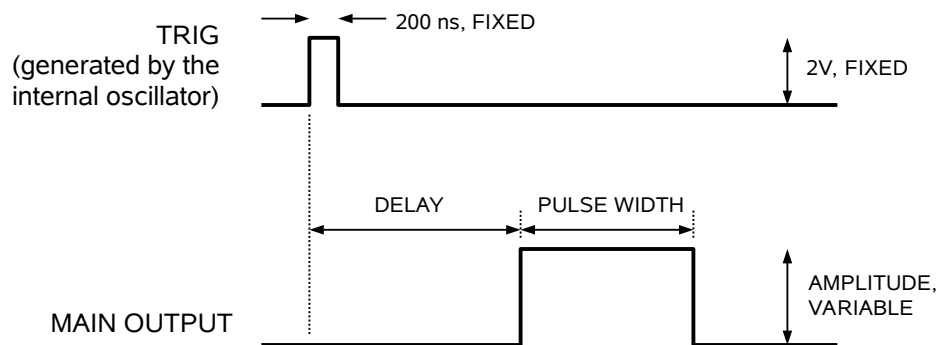 200 ns, FIXED
TRIG
(generated by the
internal oscillator)
2V, FIXED
DELAY
PULSE WIDTH
AMPLITUDE,
VARIABLE
MAIN OUTPUT